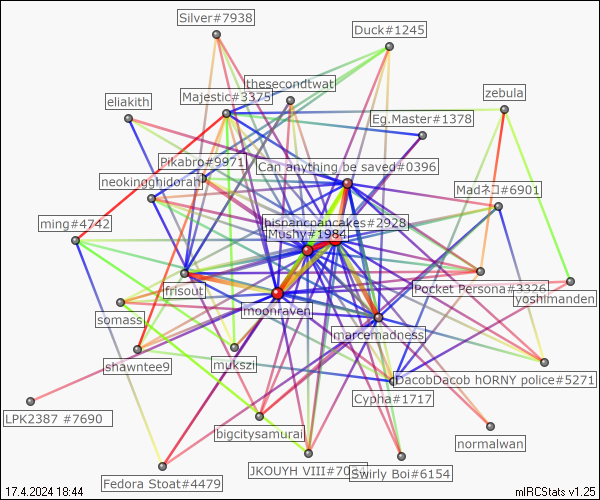 Silver#7938
Duck#1245
thesecondtwat
Majestic#3375
eliakith
zebula
Eg.Master#1378
Pikabro#9971
Can anything be saved#0396
neokingghidorah
Madネコ#6901
ming#4742
hispancpancakes#2928
Mushy#1984
frisout
Pocket Persona#3326
yoshimanden
somass
moonraven
marcemadness
shawntee9
mukszi
DacobDacob hORNY police#5271
Cypha#1717
LPK2387 #7690
bigcitysamurai
normalwan
JKOUYH VIII#70
Swirly Boi#6154
Fedora Stoat#4479
17.4.2024 18:44
mIRCStats v1.25